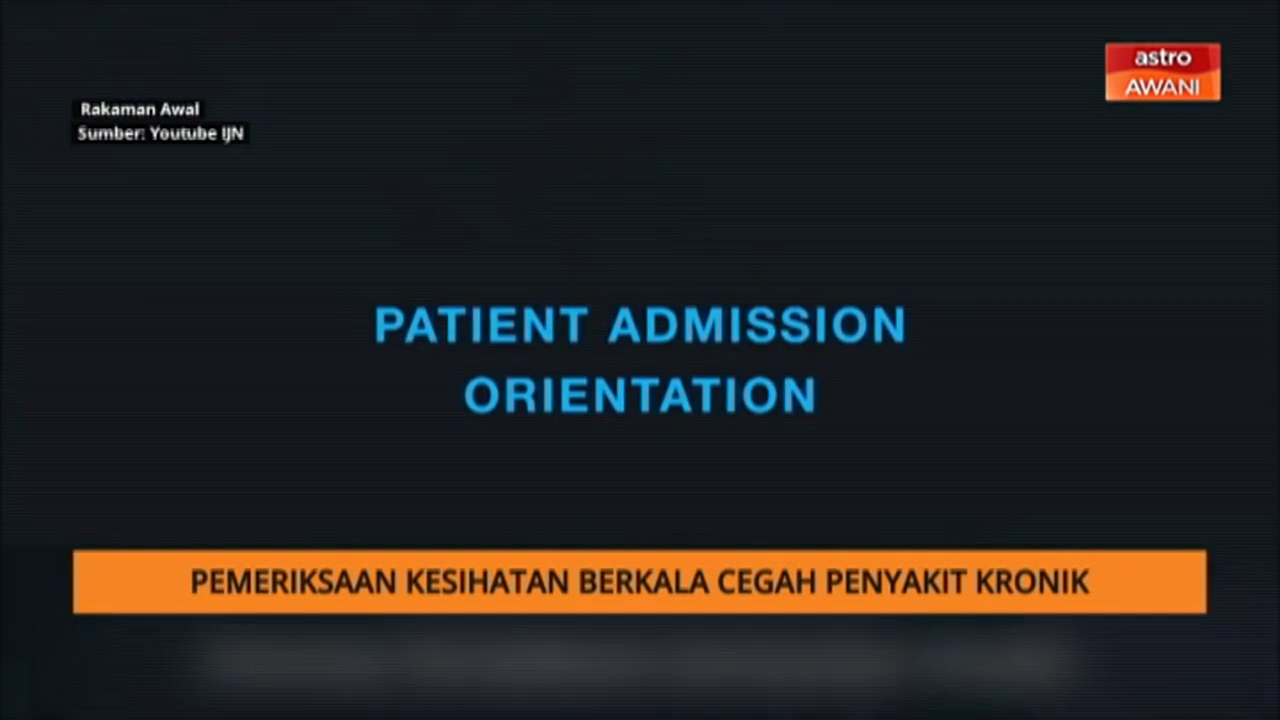 astro
AWANI
Rakaman Awal
Sumber: Youtube IJN
PATIENT ADMISSION
ORIENTATION
PEMERIKSAAN KESIHATAN BERKALA CEGAH PENYAKIT KRONIK